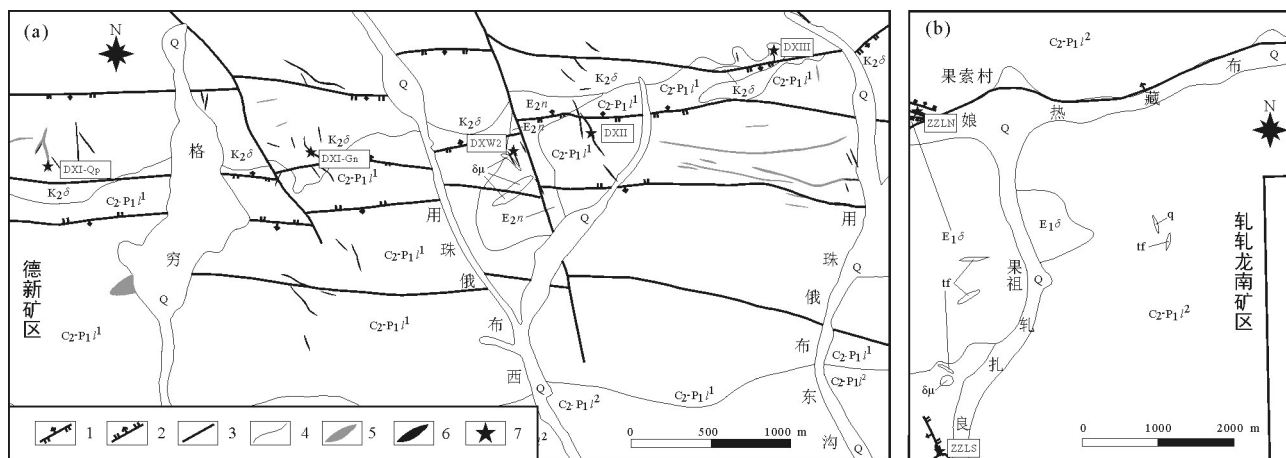 (a)
N
Q
Q
DXIII
K₂δ
C₂-P₁l¹
K₂δ
C₂-P₁l¹
Q
E₂n
K₂δ
E₂n
C₂-P₁l¹
DXII
C₂-P₁l¹
DXW2
δμ
E₂n
格
K₂δ
K₂δ
DXI-Gn
C₂-P₁l¹
DXI-Qp
K₂δ
C₂-P₁l¹
Q
用
珠
俄
布
西
用
珠
俄
布
东
沟
穷
Q
C₂-P₁l¹
C₂-P₁l¹
德新矿区
C₂-P₁l¹
C₂-P₁l¹
C₂-P₁l¹
Q
C₂-P₁l¹
C₂-P₁l²
C₂-P₁l¹
Q
C₂-P₁l²
Q
1 2 3 4 5 6 7
0 500 1000 m
(b)
C₂-P₁l²
果索村
布
藏
热
娘
ZZLN
Q
N
E₁δ
E₁δ
q
tf
tf
果祖
Q
轧
扎
良
C₂-P₁l²
轧轧龙南矿区
δμ
ZZLS
0 1000 2000 m